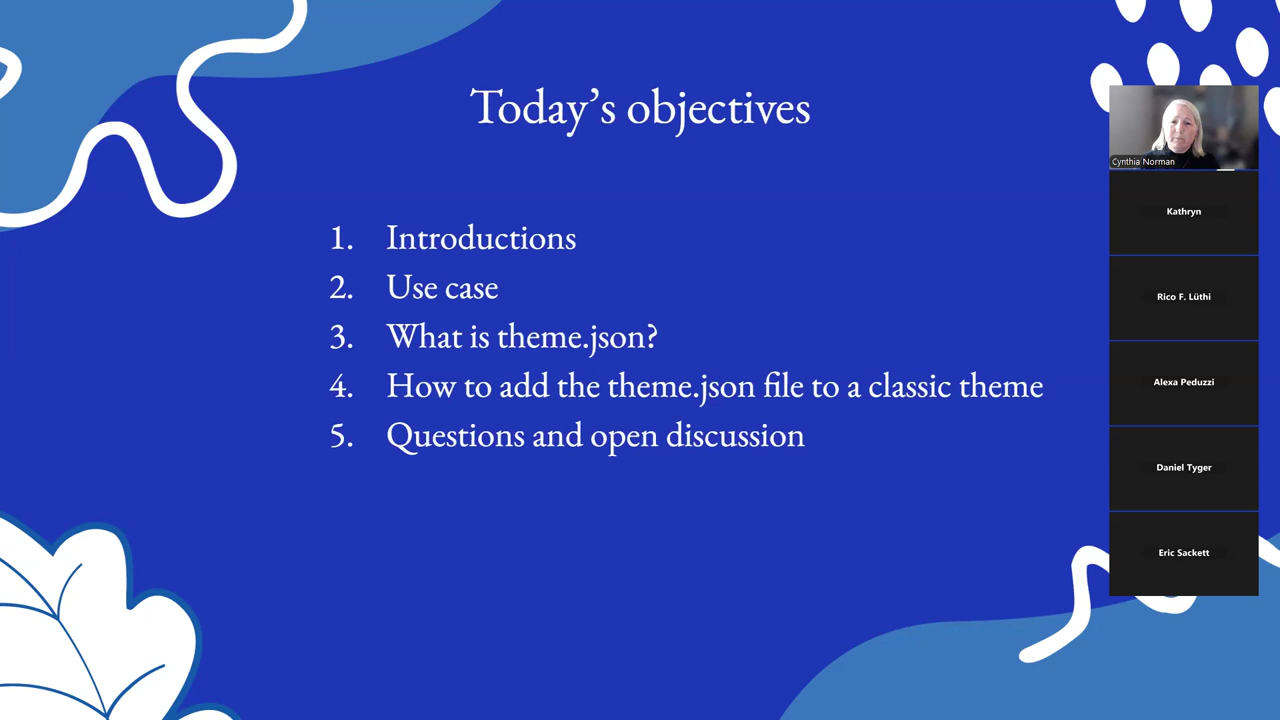 Today’s objectives
1. Introductions
2. Use case
3. What is theme.json?
4. How to add the theme.json file to a classic theme
5. Questions and open discussion
Cynthia Norman
Kathryn
Rico F. Lüthi
Alexa Peduzzi
Daniel Tyger
Eric Sackett